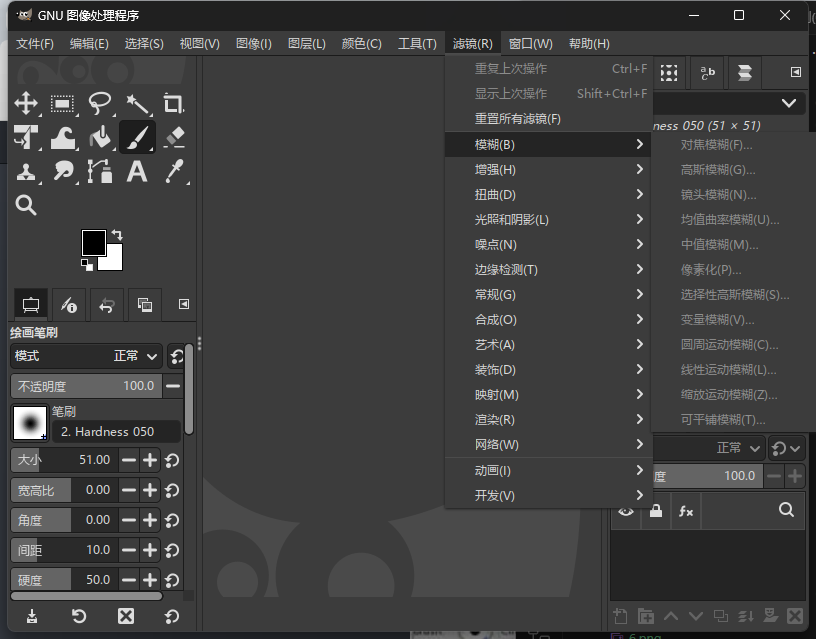 GNU 图像处理程序
文件(F) 编辑(E) 选择(S) 视图(V) 图像(I) 图层(L) 颜色(C) 工具(T) 滤镜(R) 窗口(W) 帮助(H)
重复上次操作 Ctrl+F
显示上次操作 Shift+Ctrl+F
重置所有滤镜(F)
模糊(B)
增强(H)
扭曲(D)
光照和阴影(L)
噪点(N)
边缘检测(T)
常规(G)
合成(O)
艺术(A)
装饰(D)
映射(M)
渲染(R)
网络(W)
动画(I)
开发(V)
ness 050 (51 × 51)
对焦模糊(F)...
高斯模糊(G)...
镜头模糊(N)...
均值曲率模糊(U)...
中值模糊(M)...
像素化(P)...
选择性高斯模糊(S)...
变量模糊(V)...
圆周运动模糊(C)...
线性运动模糊(L)...
缩放运动模糊(Z)...
可平铺模糊(T)...
正常
度 100.0
fx
绘画笔刷
模式 正常
不透明度 100.0
笔刷
2. Hardness 050
大小 51.00
宽高比 0.00
角度 0.00
间距 10.0
硬度 50.0
6.png